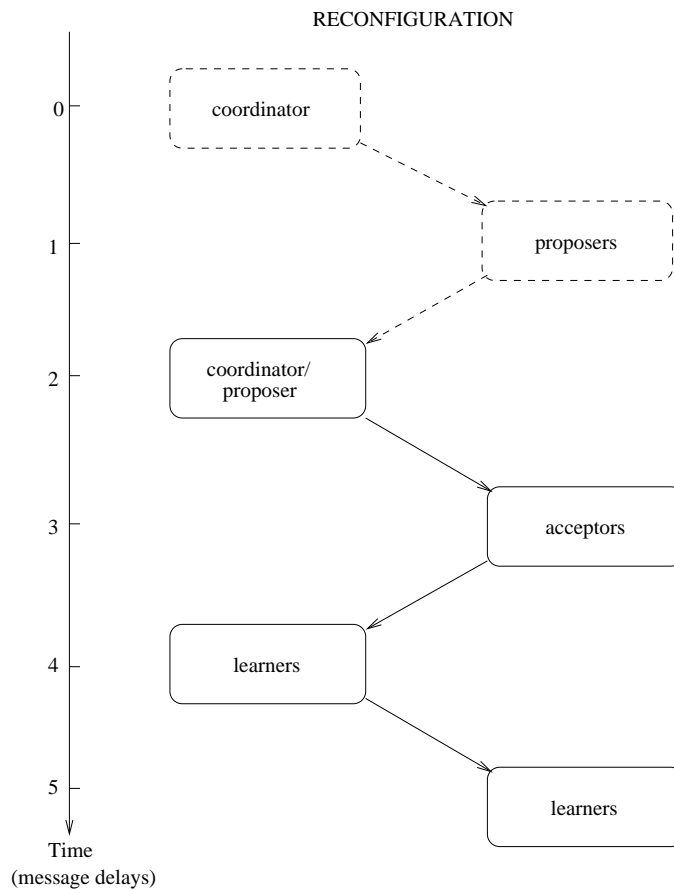 RECONFIGURATION
0
coordinator
1
proposers
coordinator/
proposer
2
3
acceptors
4
learners
5
learners
Time
(message delays)